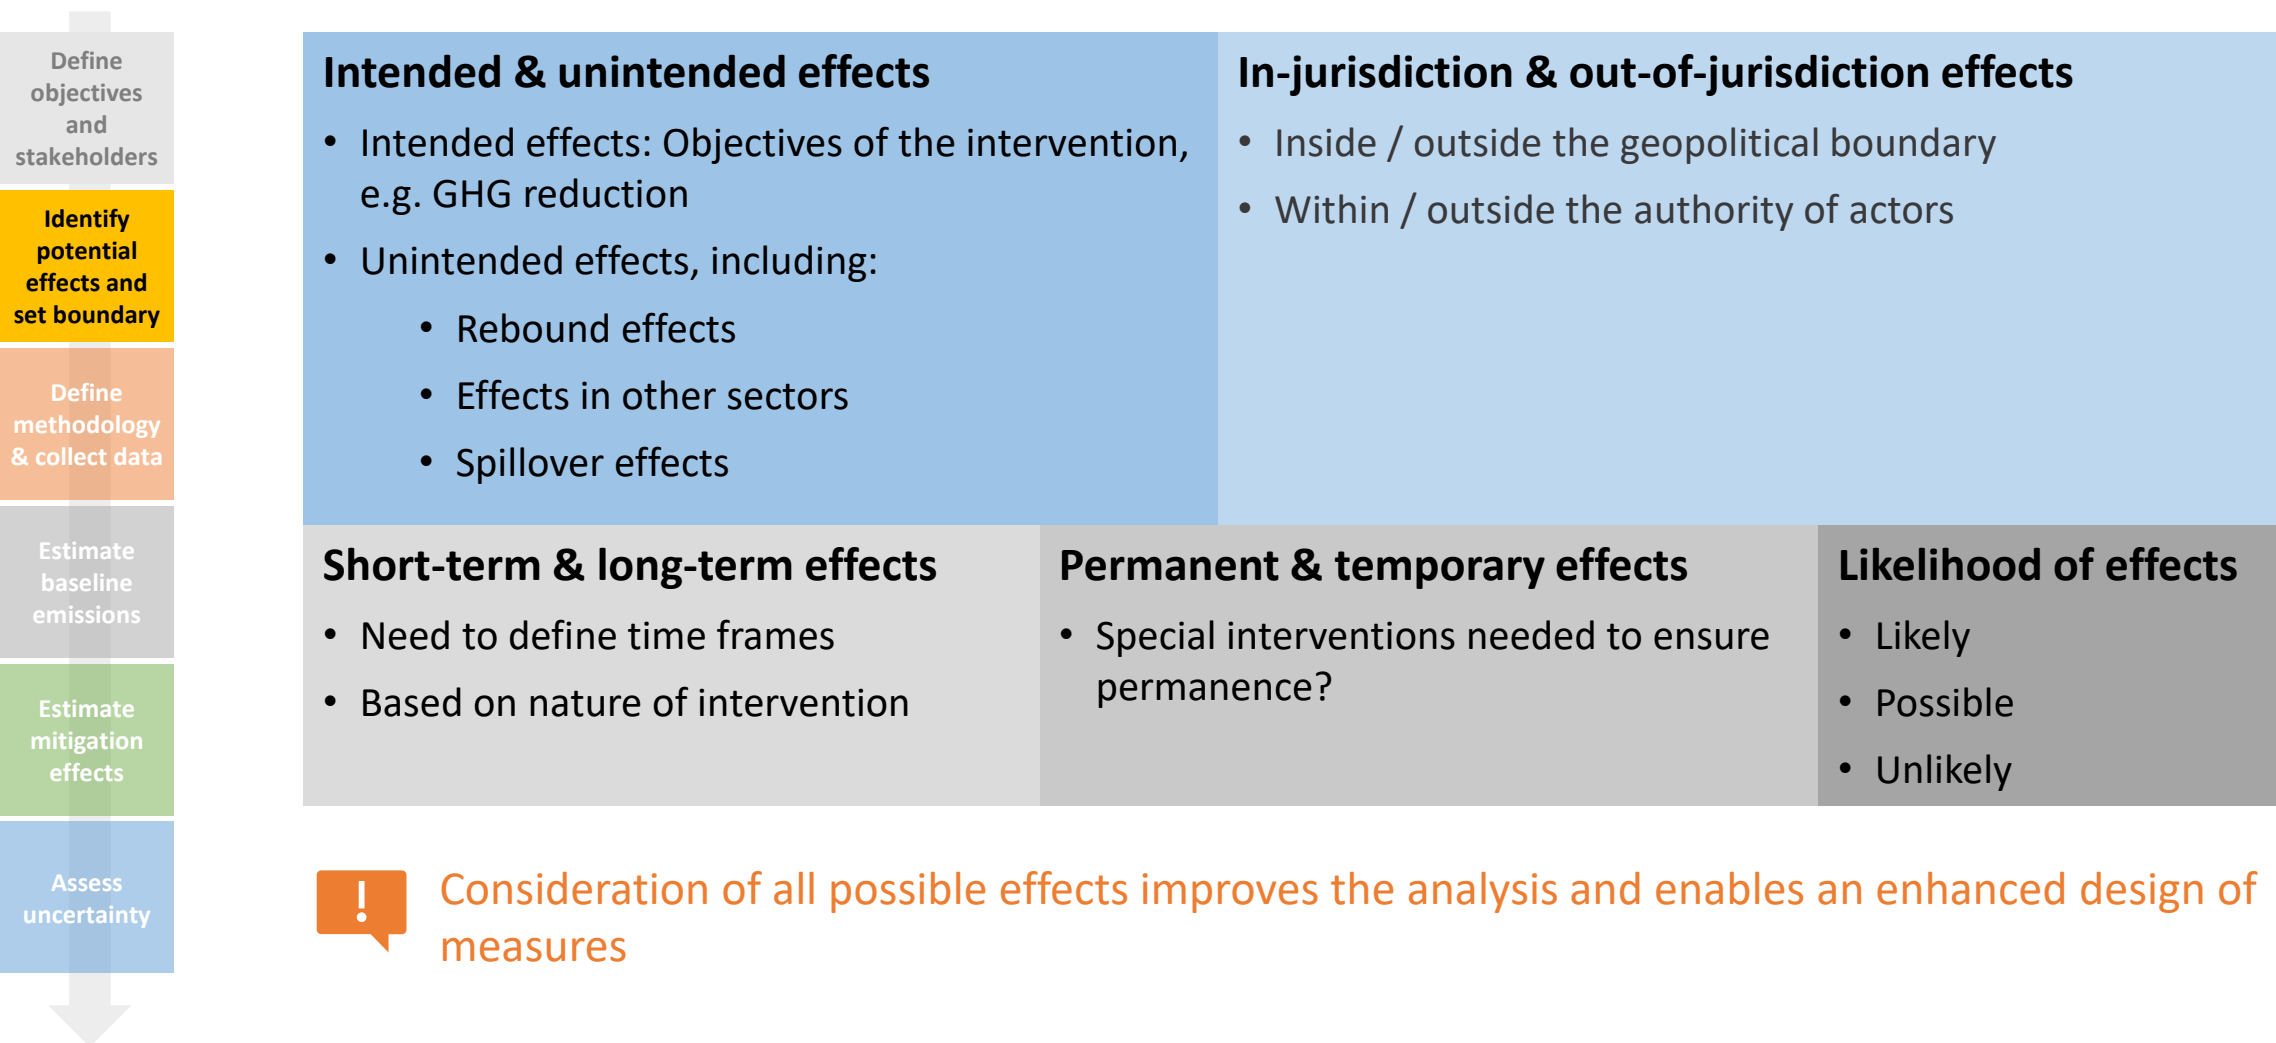 Define
objectives
and
stakeholders
Identify
potential
effects and
set boundary
Define
methodology
& collect data
Estimate
baseline
emissions
Estimate
mitigation
effects
Assess
uncertainty
Intended & unintended effects
• Intended effects: Objectives of the intervention,
e.g. GHG reduction
• Unintended effects, including:
• Rebound effects
• Effects in other sectors
• Spillover effects
In-jurisdiction & out-of-jurisdiction effects
• Inside / outside the geopolitical boundary
• Within / outside the authority of actors
Short-term & long-term effects
• Need to define time frames
• Based on nature of intervention
Permanent & temporary effects
• Special interventions needed to ensure
permanence?
Likelihood of effects
• Likely
• Possible
• Unlikely
!
Consideration of all possible effects improves the analysis and enables an enhanced design of
measures